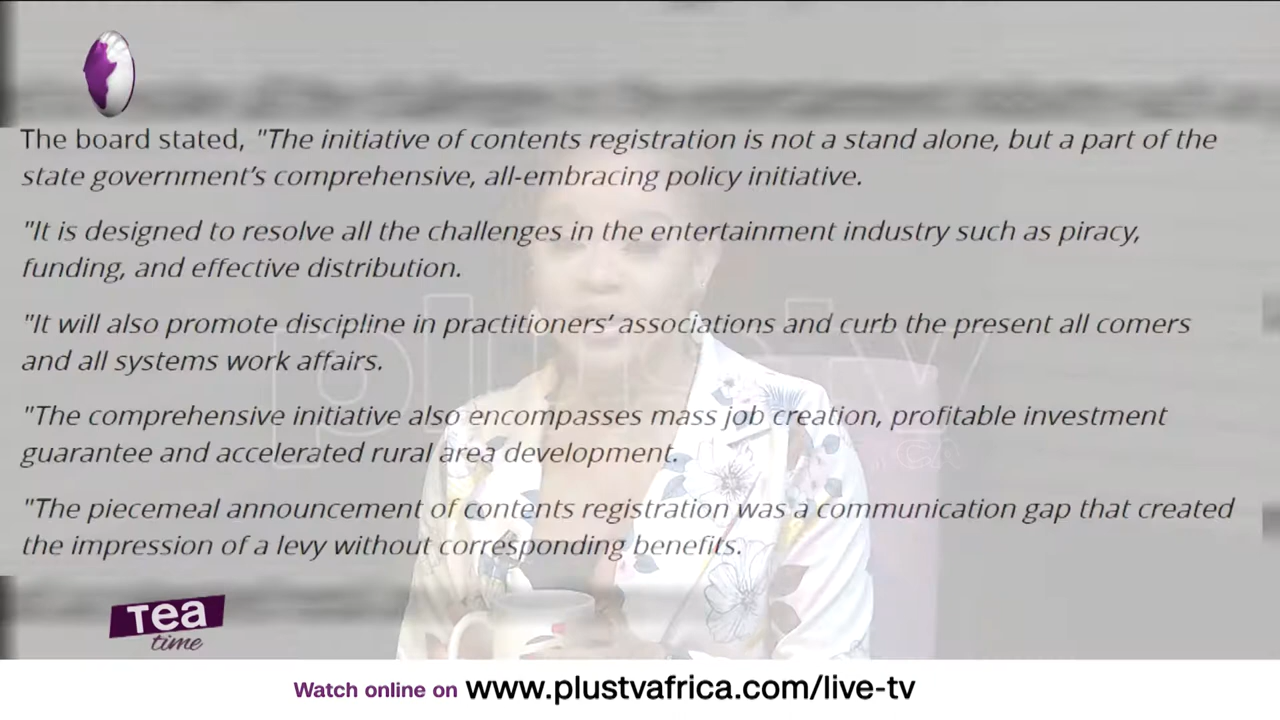 The board stated, "The initiative of contents registration is not a stand alone, but a part of the
state government's comprehensive, all-embracing policy initiative.
"It is designed to resolve all the challenges in the entertainment industry such as piracy,
funding, and effective distribution.
"It will also promote discipline in practitioners' associations and curb the present all comers
and all systems work affairs.
"The comprehensive initiative also encompasses mass job creation, profitable investment
guarantee and accelerated rural area development.
"The piecemeal announcement of contents registration was a communication gap that created
the impression of a levy without corresponding benefits.
plus tv
Tea
time
Watch online on www.plustvafrica.com/live-tv